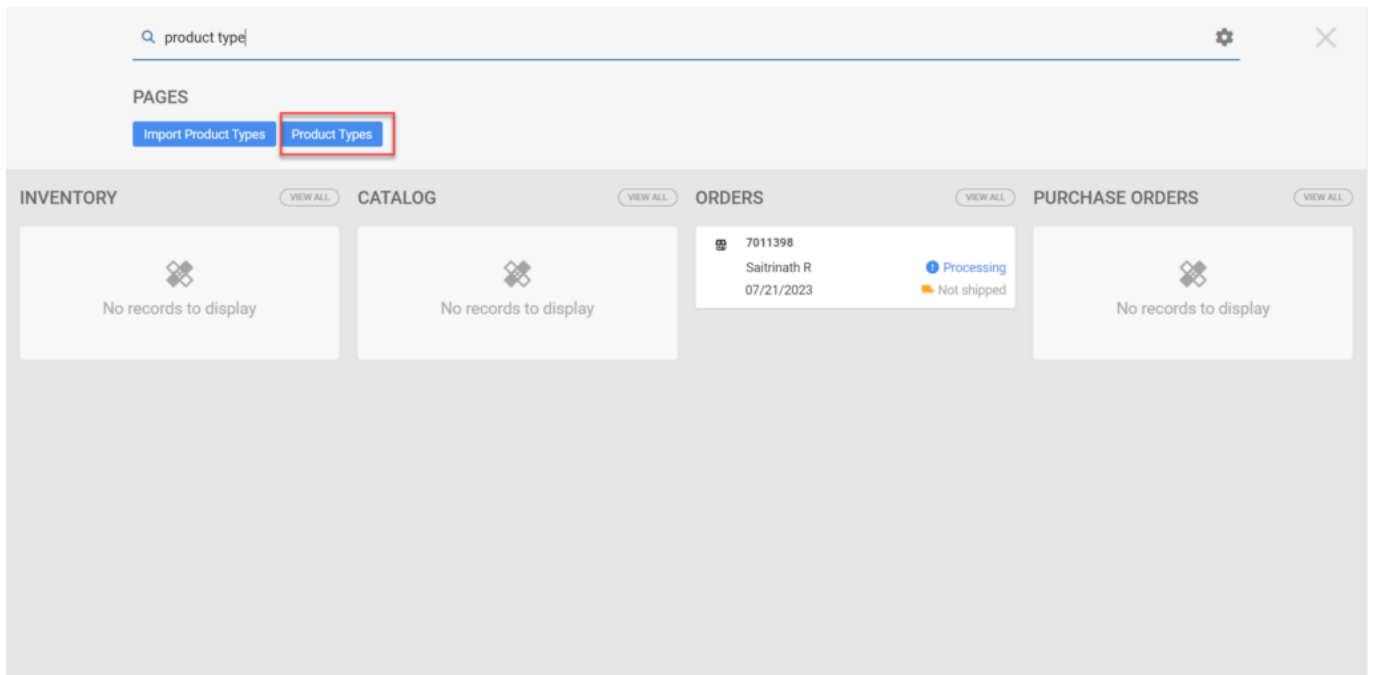 product type
PAGES
Import Product Types
Product Types
INVENTORY
VIEW ALL
CATALOG
VIEW ALL
ORDERS
VIEW ALL
PURCHASE ORDERS
VIEW ALL
No records to display
No records to display
7011398
Saitrinath R
Processing
07/21/2023
Not shipped
No records to display